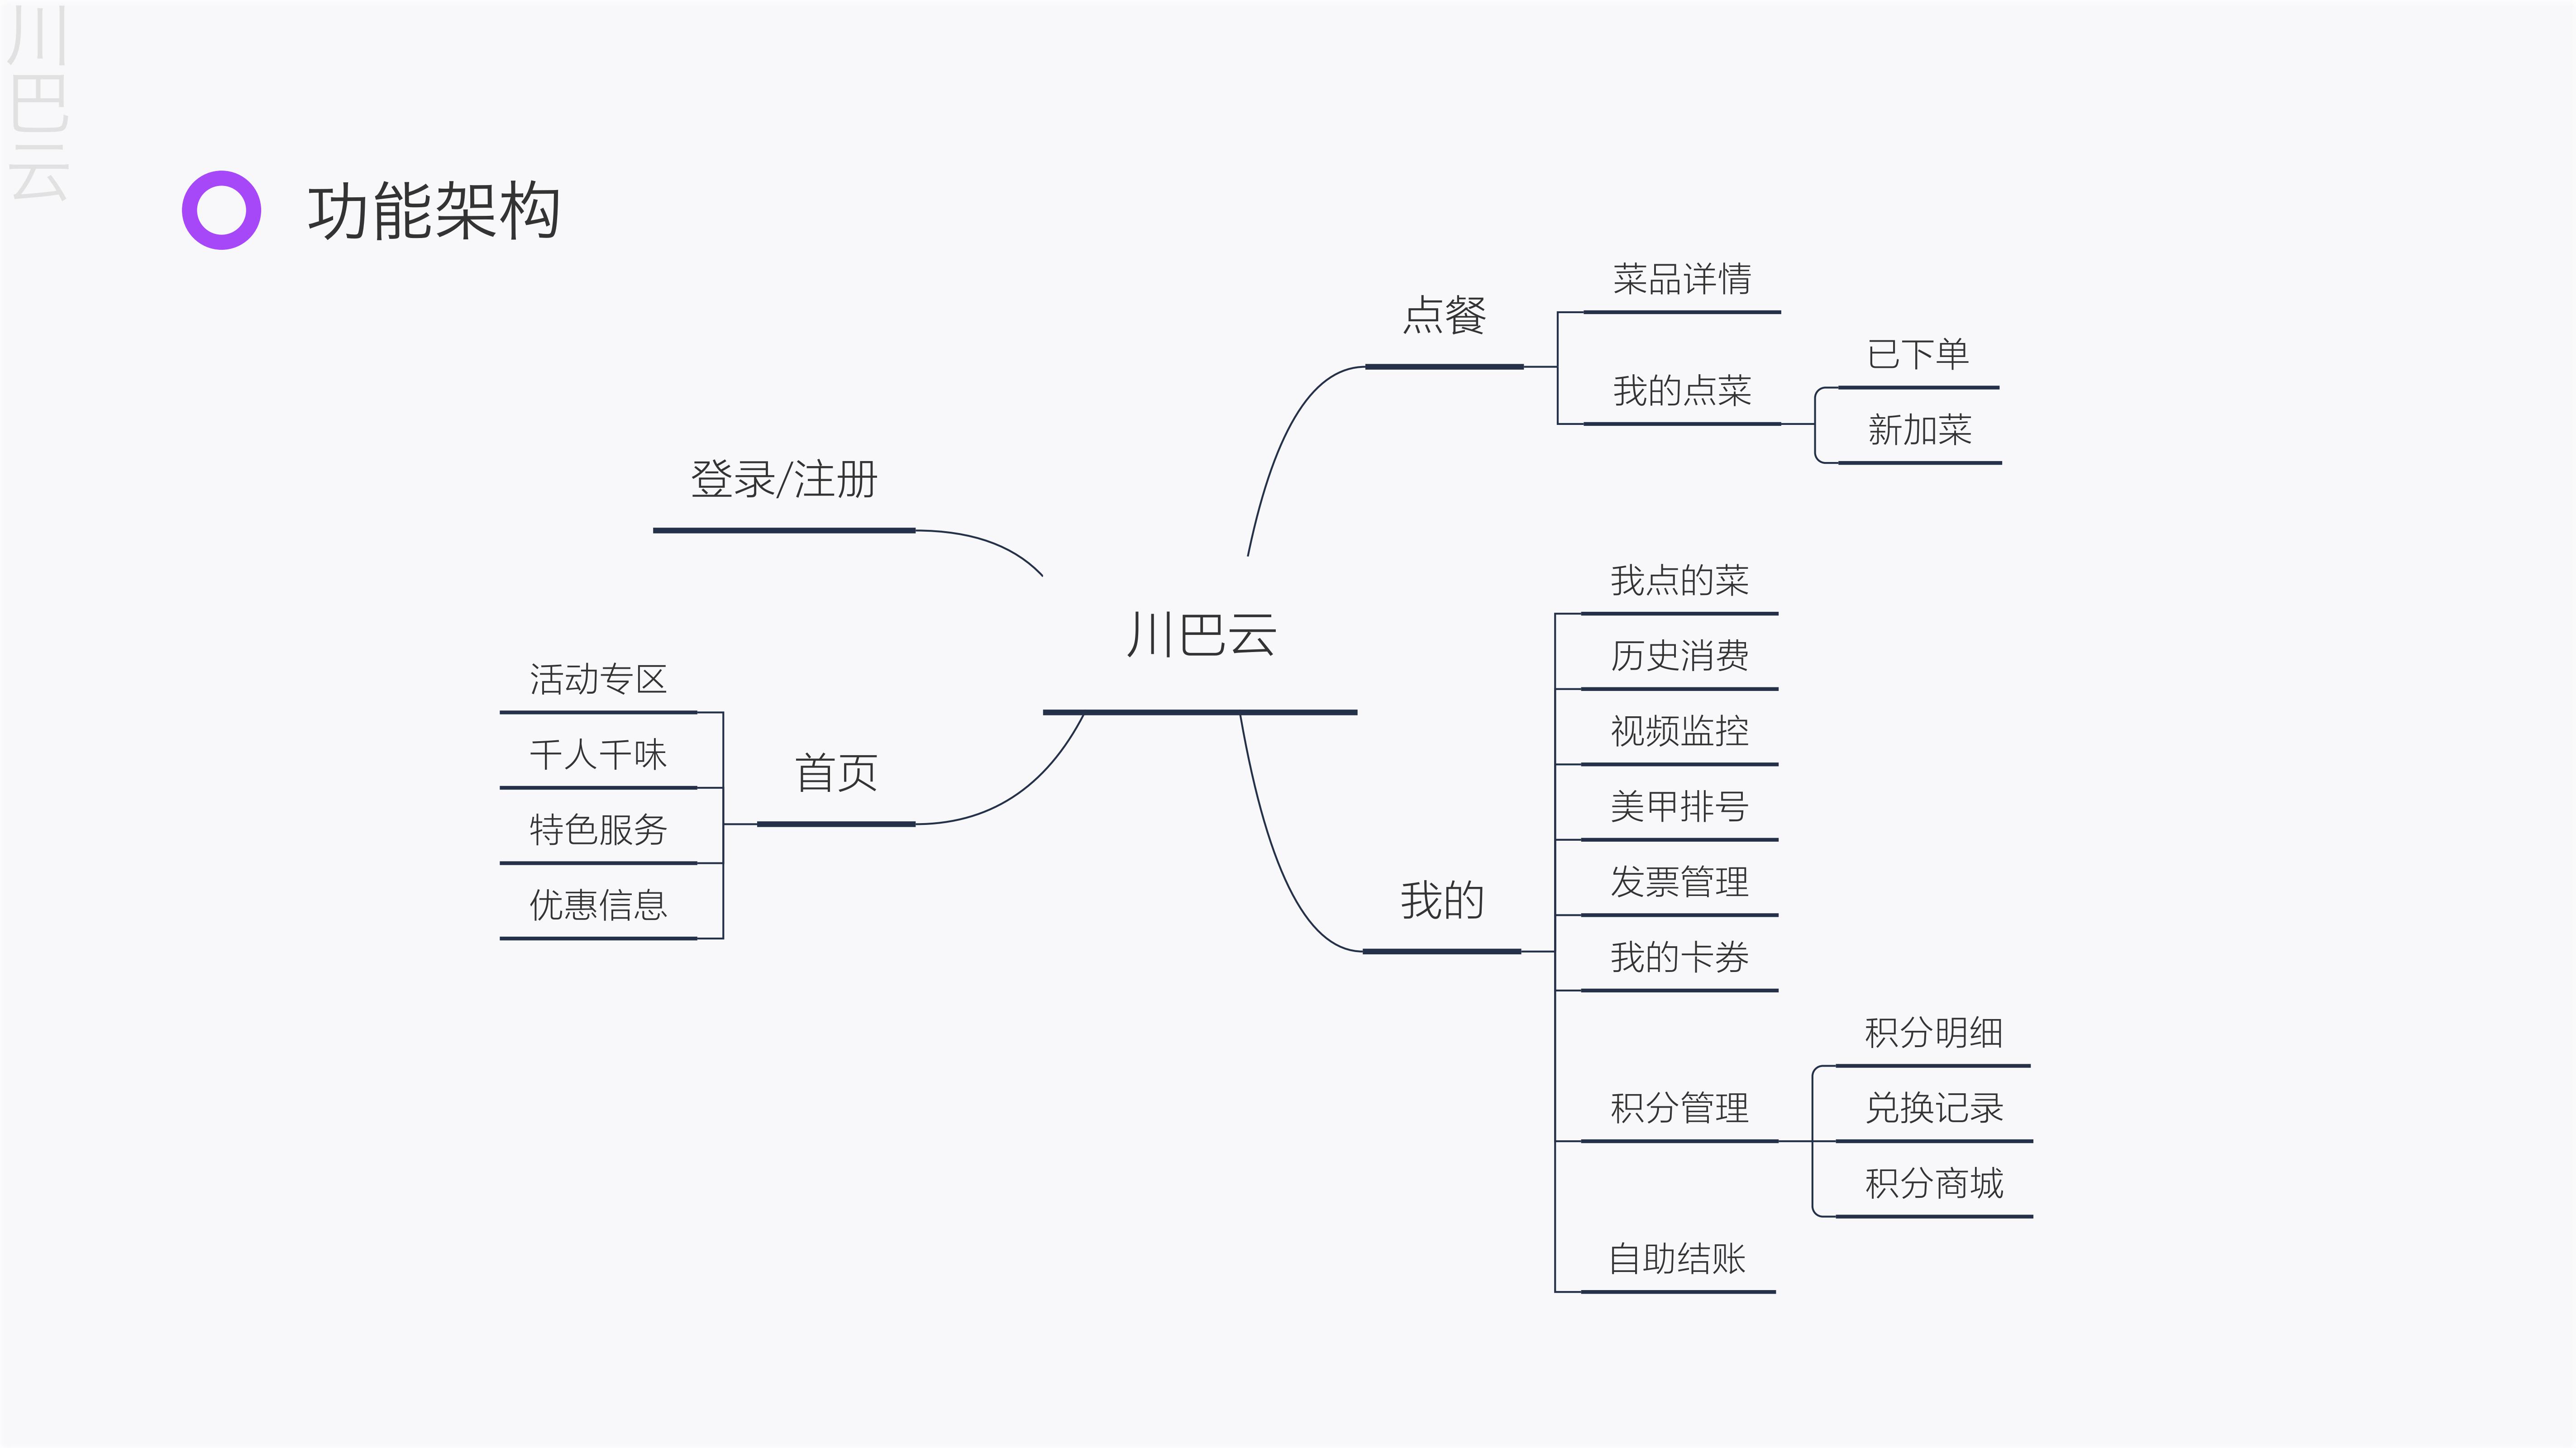 川巴云
功能架构
川巴云
登录/注册
首页
活动专区
千人千味
特色服务
优惠信息
点餐
菜品详情
我的点菜
已下单
新加菜
我的
我点的菜
历史消费
视频监控
美甲排号
发票管理
我的卡券
积分管理
积分明细
兑换记录
积分商城
自助结账